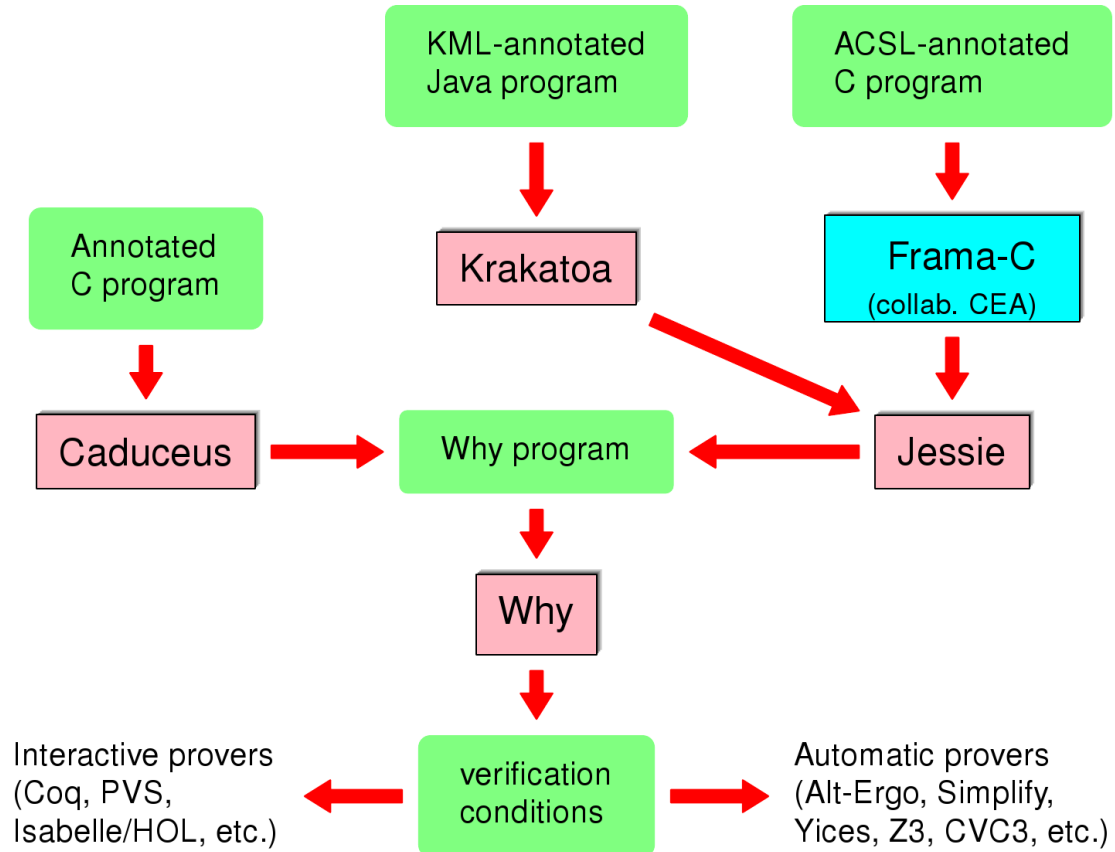 KML-annotated
Java program
ACSL-annotated
C program
Annotated
C program
Krakatoa
Frama-C
(collab. CEA)
Caduceus
Why program
Jessie
Why
Interactive provers
(Coq, PVS,
Isabelle/HOL, etc.)
verification
conditions
Automatic provers
(Alt-Ergo, Simplify,
Yices, Z3, CVC3, etc.)